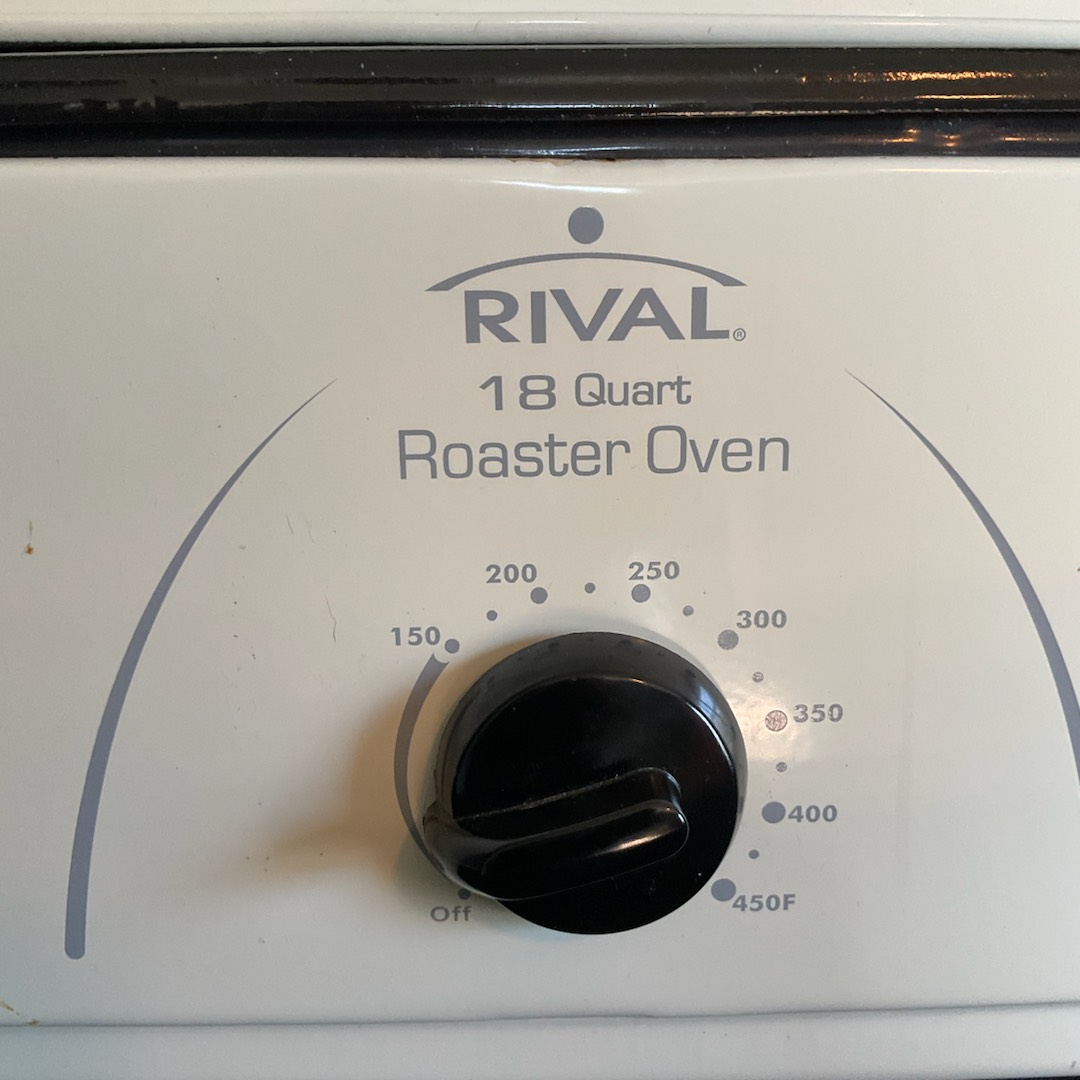 RIVAL®
18 Quart
Roaster Oven
200 250
150 300
350
400
Off 450F